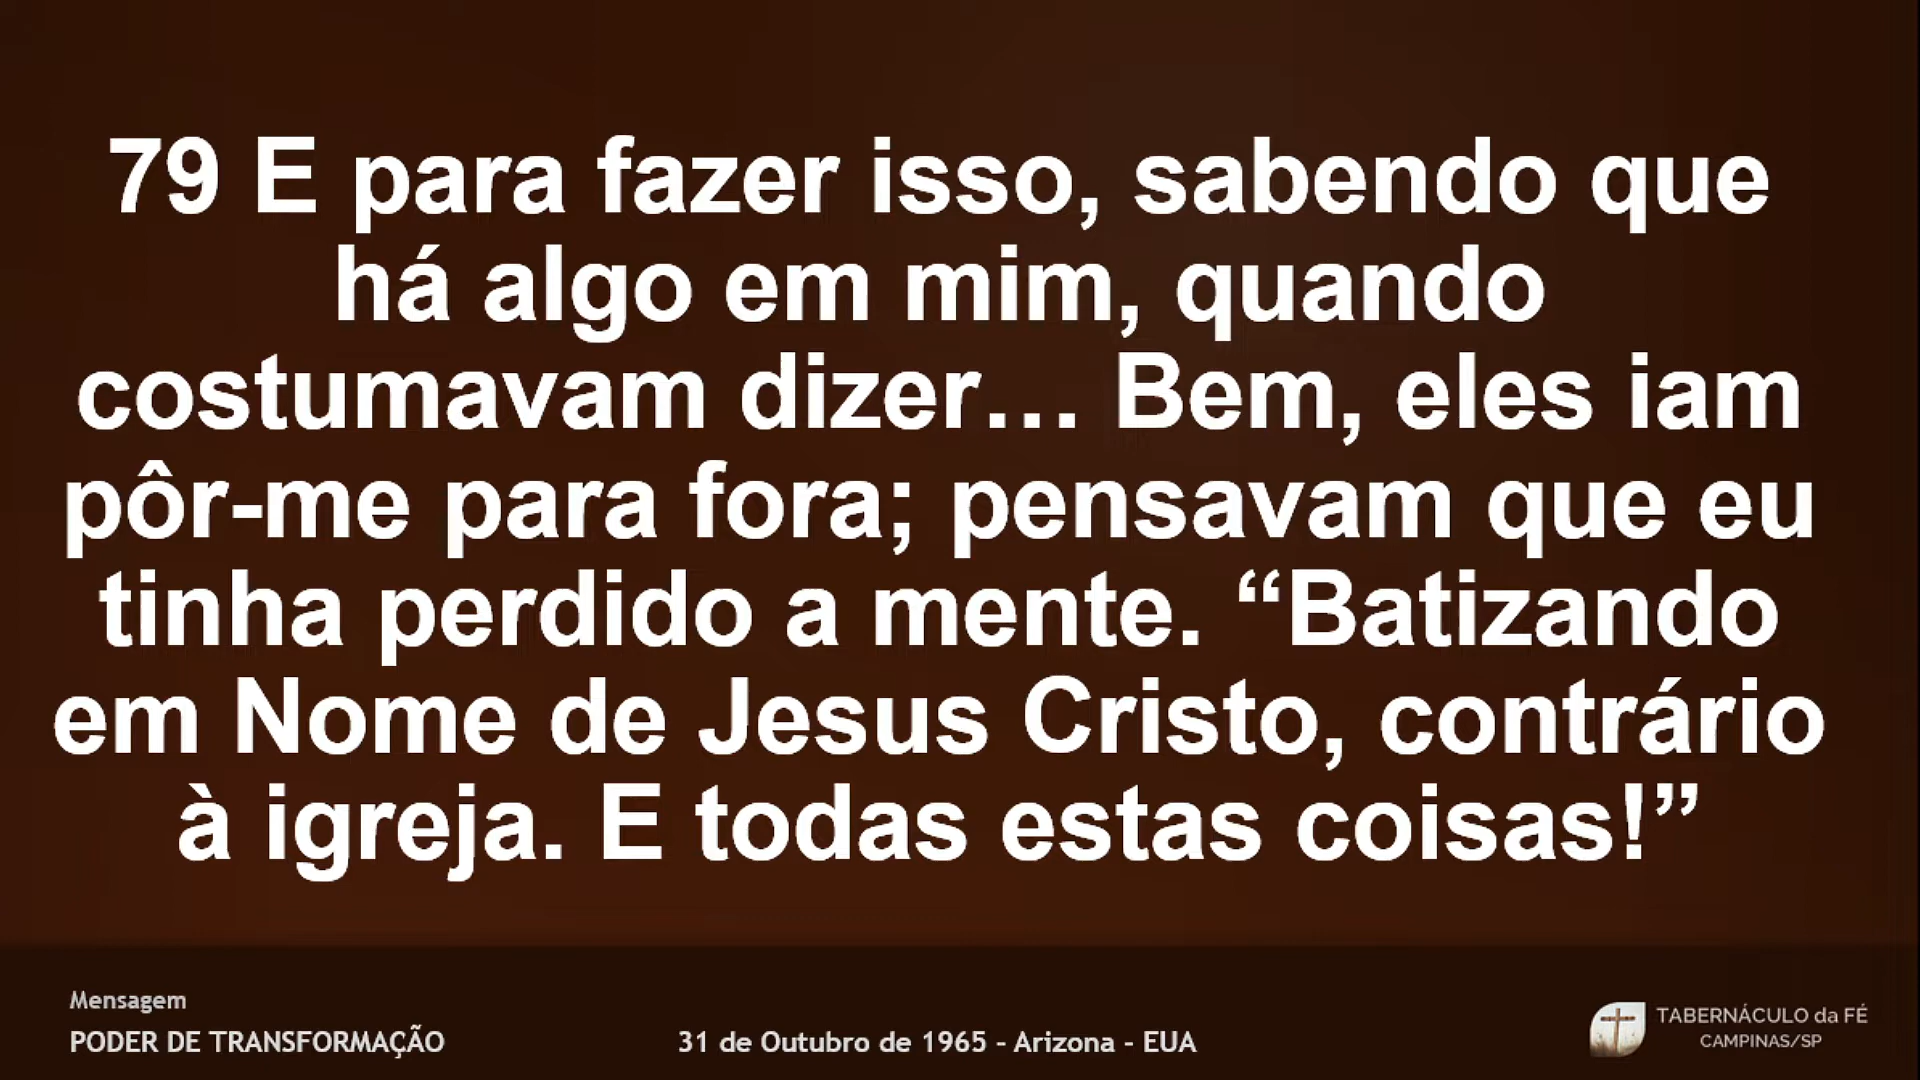 79 E para fazer isso, sabendo que
há algo em mim, quando
costumavam dizer… Bem, eles iam
pôr-me para fora; pensavam que eu
tinha perdido a mente. “Batizando
em Nome de Jesus Cristo, contrário
à igreja. E todas estas coisas!”
Mensagem
PODER DE TRANSFORMAÇÃO
31 de Outubro de 1965 - Arizona - EUA
TABERNÁCULO da FÉ
CAMPINAS/SP